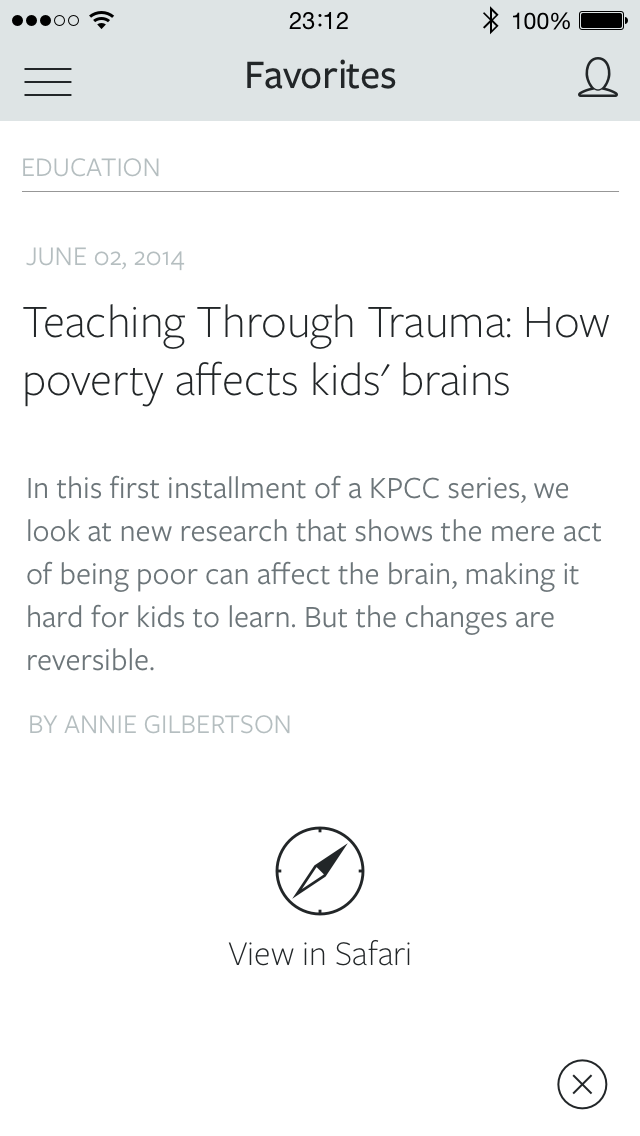 23:12
100%
Favorites
EDUCATION
JUNE 02, 2014
Teaching Through Trauma: How
poverty affects kids' brains
In this first installment of a KPCC series, we
look at new research that shows the mere act
of being poor can affect the brain, making it
hard for kids to learn. But the changes are
reversible.
BY ANNIE GILBERTSON
View in Safari